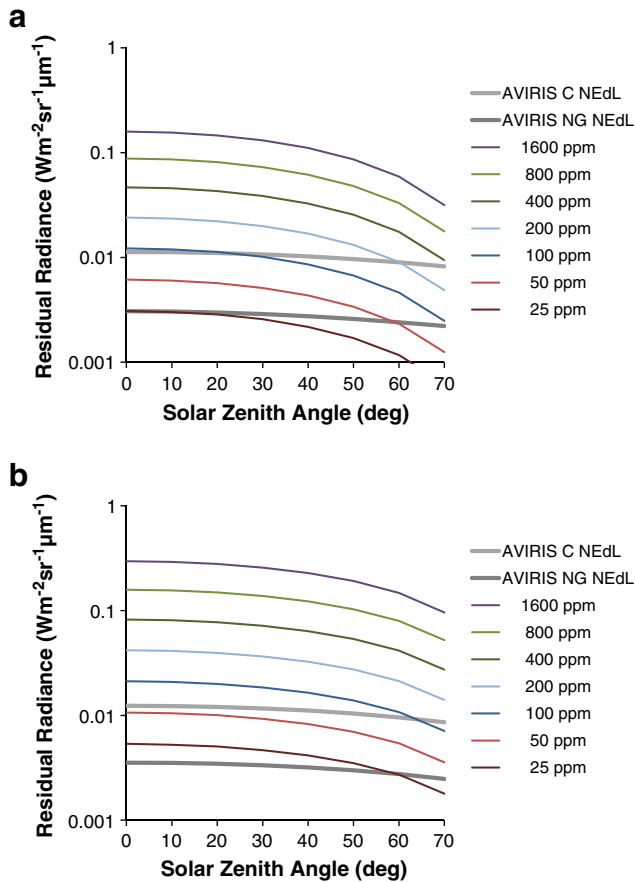 a
1
0.1
0.01
0.001
Residual Radiance (Wm-2sr-1µm-1)
0 10 20 30 40 50 60 70
Solar Zenith Angle (deg)
AVIRIS C NEdL
AVIRIS NG NEdL
1600 ppm
800 ppm
400 ppm
200 ppm
100 ppm
50 ppm
25 ppm
b
1
0.1
0.01
0.001
Residual Radiance (Wm-2sr-1µm-1)
0 10 20 30 40 50 60 70
Solar Zenith Angle (deg)
AVIRIS C NEdL
AVIRIS NG NEdL
1600 ppm
800 ppm
400 ppm
200 ppm
100 ppm
50 ppm
25 ppm